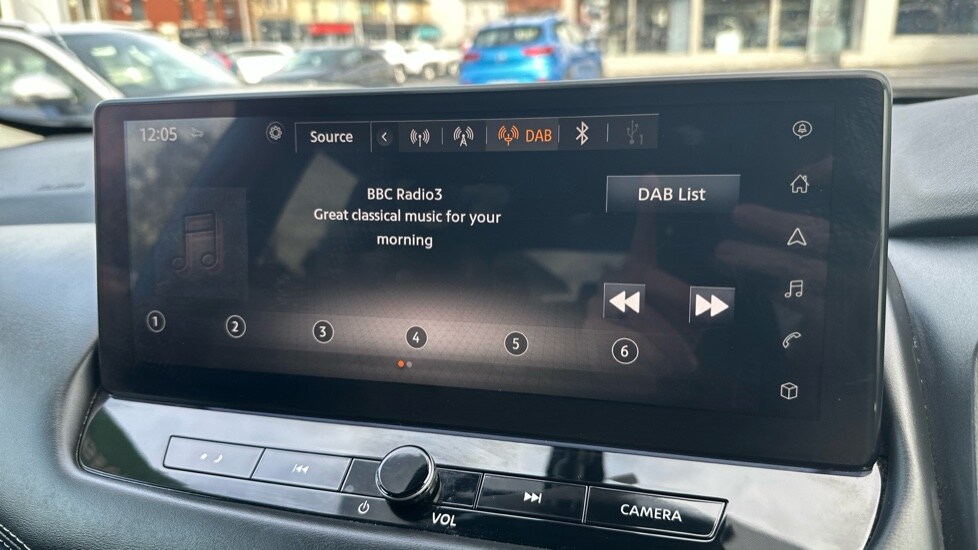 12:05
Source
DAB
1
BBC Radio3
Great classical music for your
morning
DAB List
1
2
3
4
5
6
VOL
CAMERA